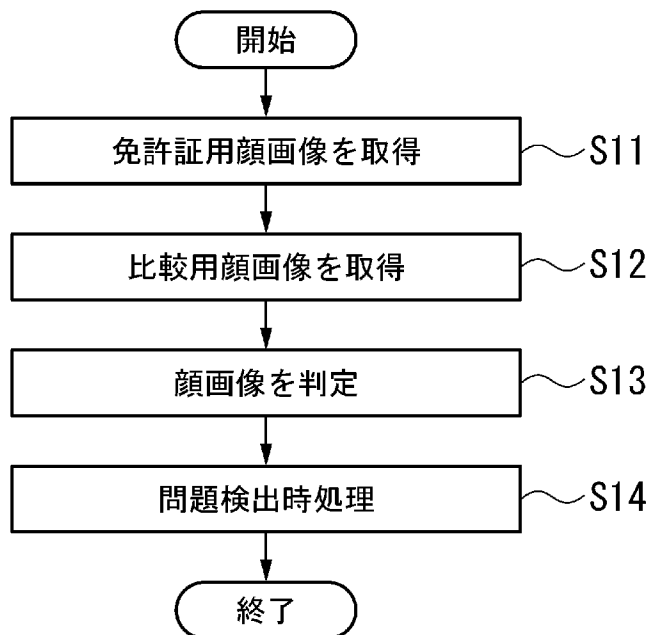 開始
免許証用顔画像を取得
S11
比較用顔画像を取得
S12
顔画像を判定
S13
問題検出時処理
S14
終了